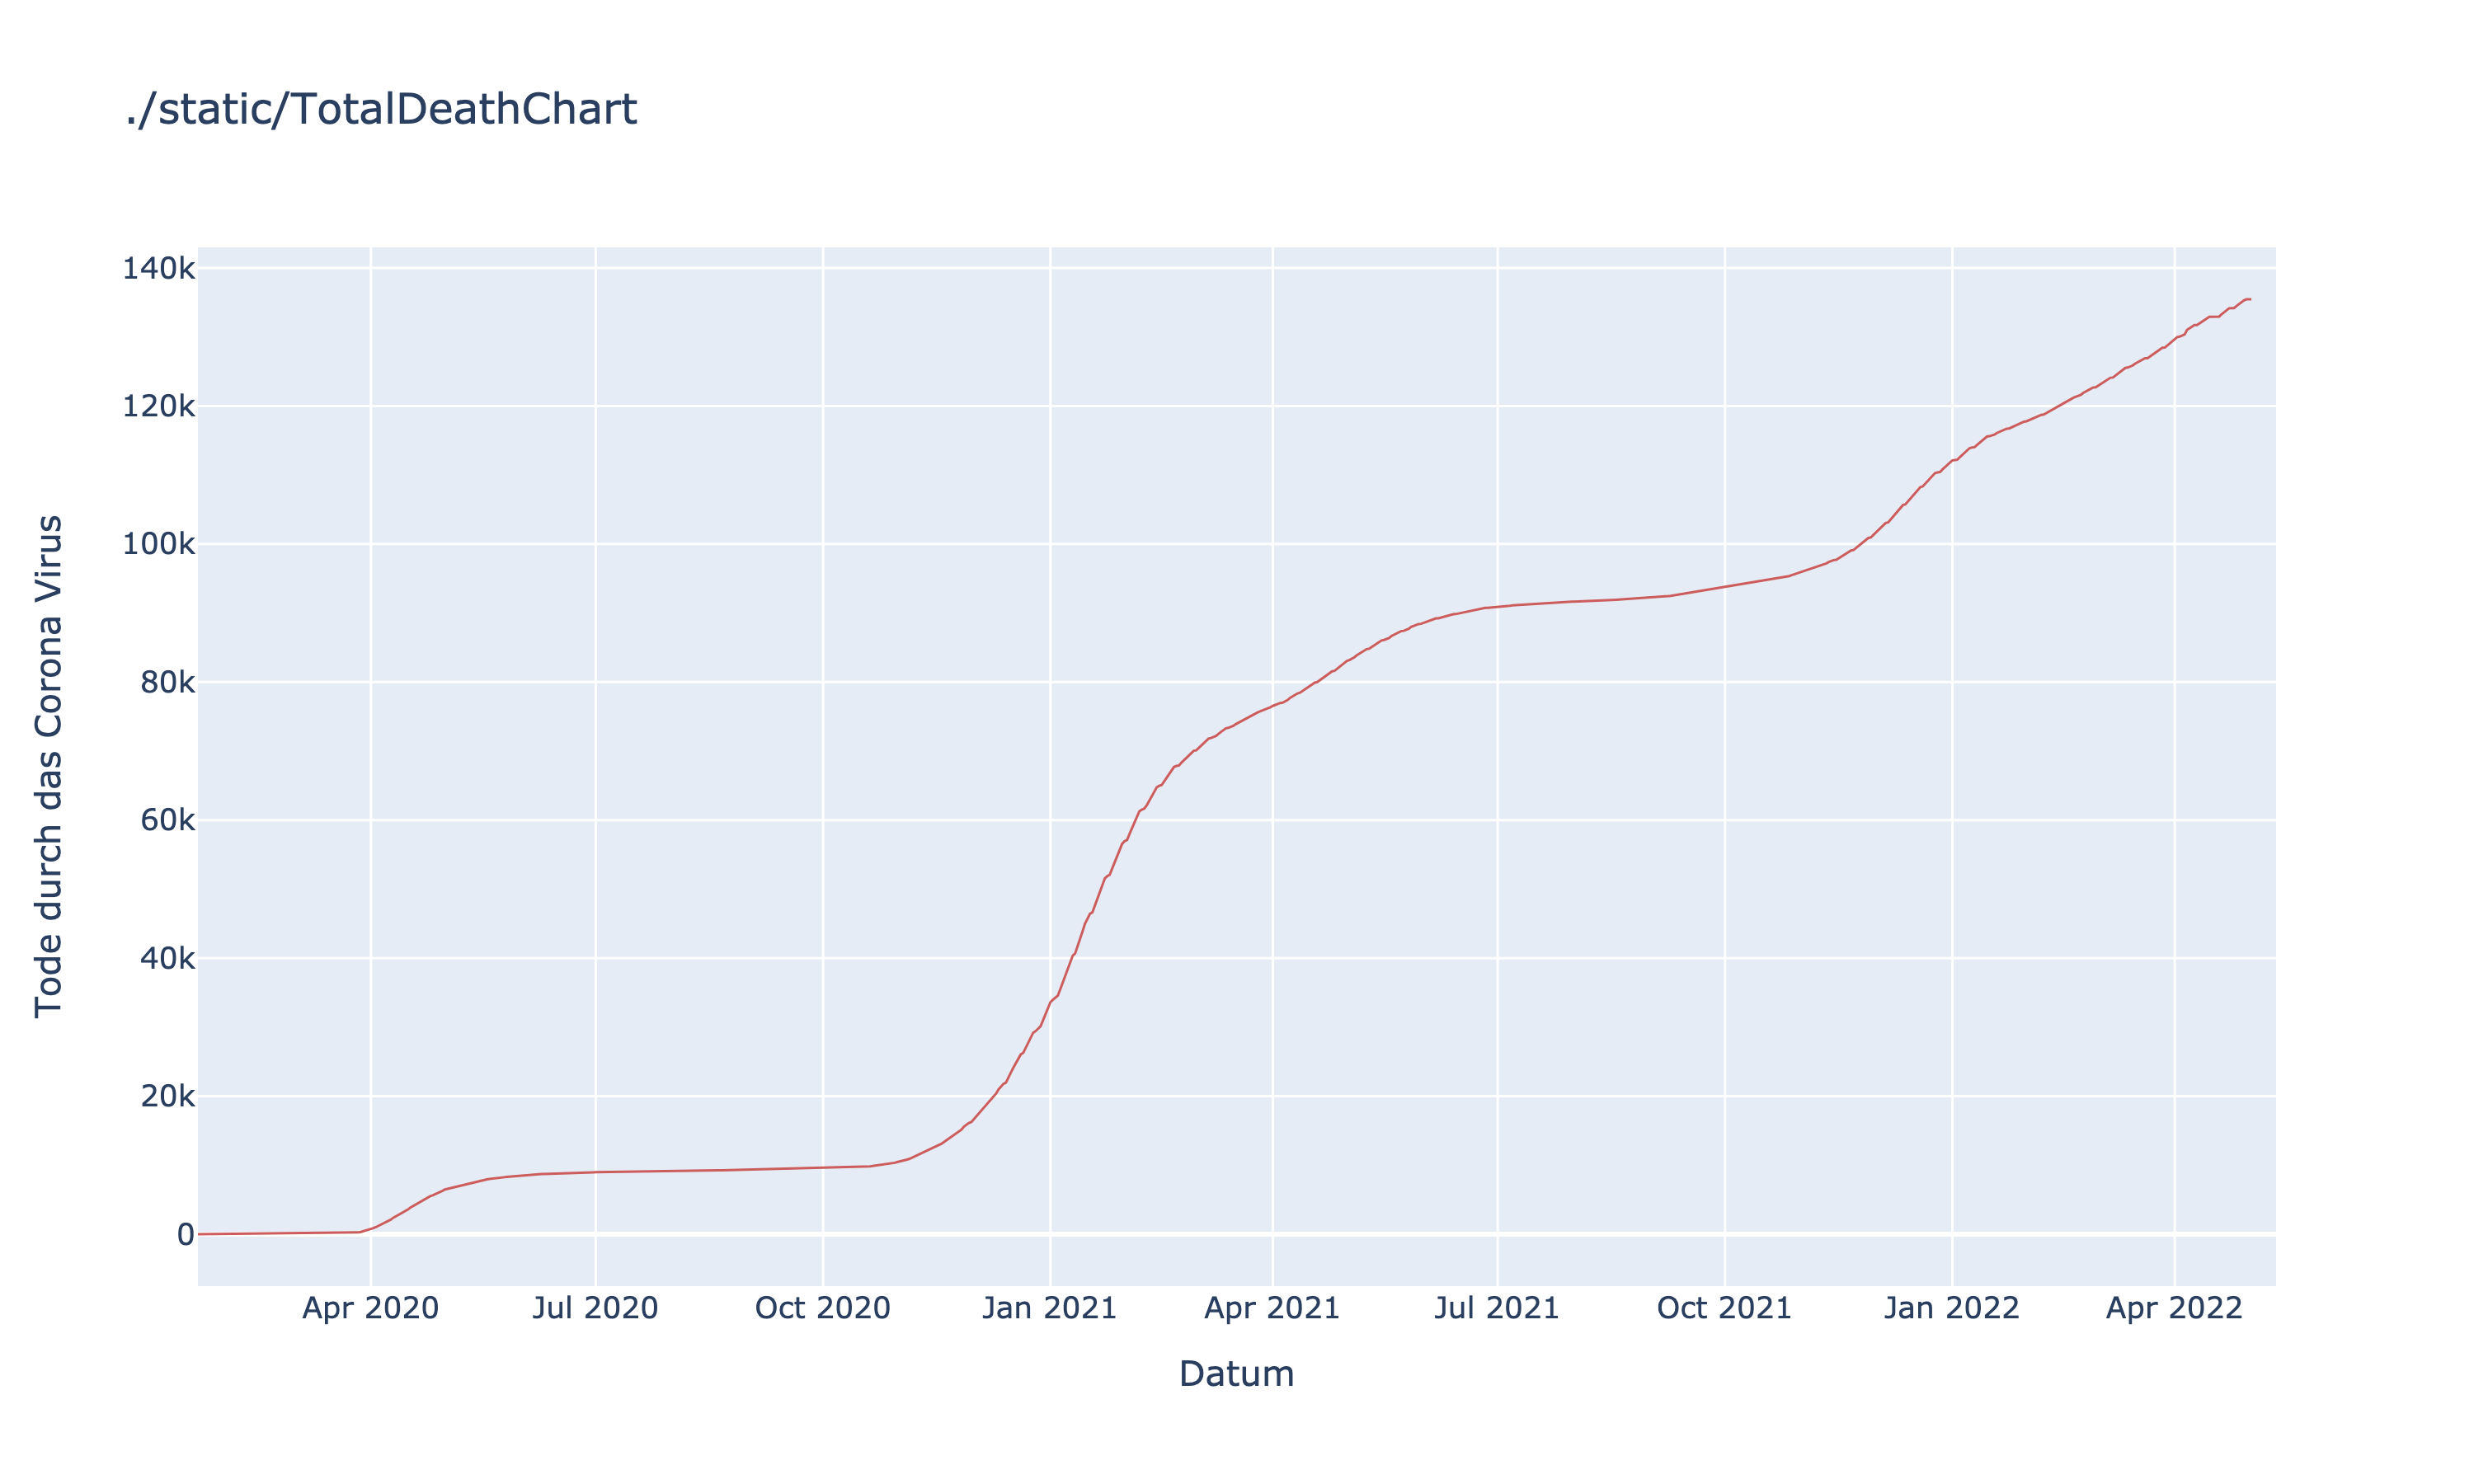 ./static/TotalDeathChart
Tode durch das Corona Virus
140k
120k
100k
80k
60k
40k
20k
0
Apr 2020 Jul 2020 Oct 2020 Jan 2021 Apr 2021 Jul 2021 Oct 2021 Jan 2022 Apr 2022
Datum